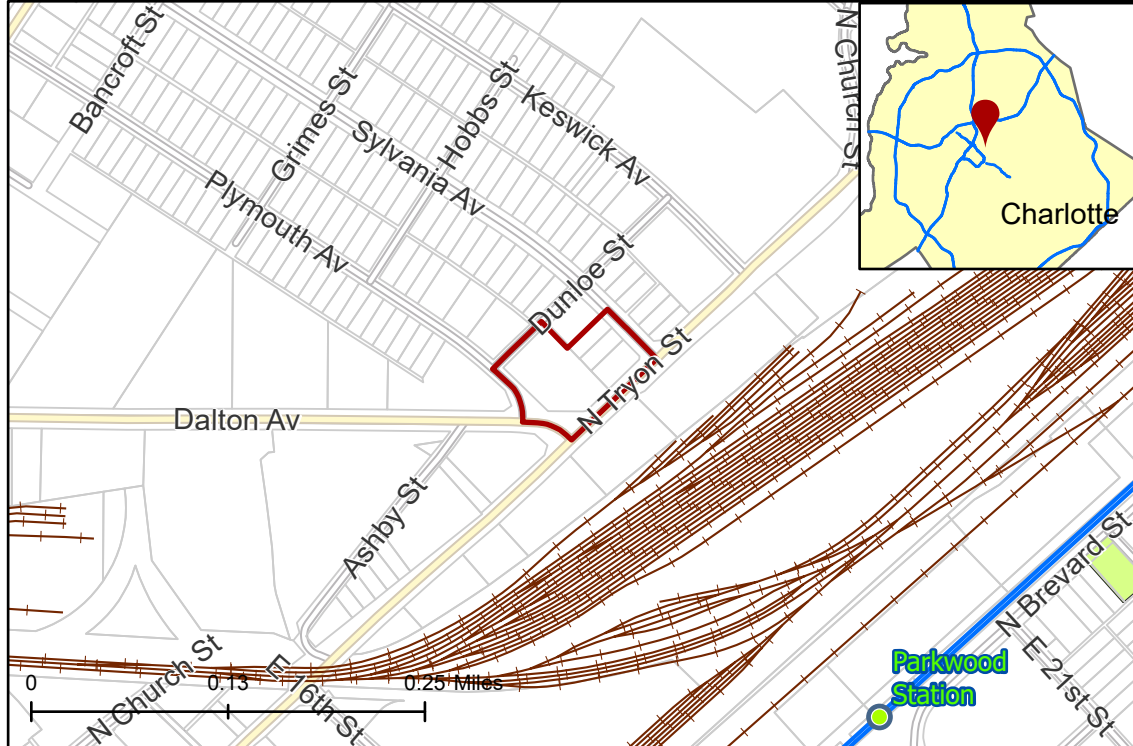 Bancroft St
Grimes St
Hobbs St
Keswick Av
N Church St
Sylvania Av
Plymouth Av
Charlotte
Dunloe St
N Tryon St
Dalton Av
Ashby St
N Brevard St
E 21st St
Parkwood
Station
N Church St
E 16th St
0
0.13
0.25 Miles